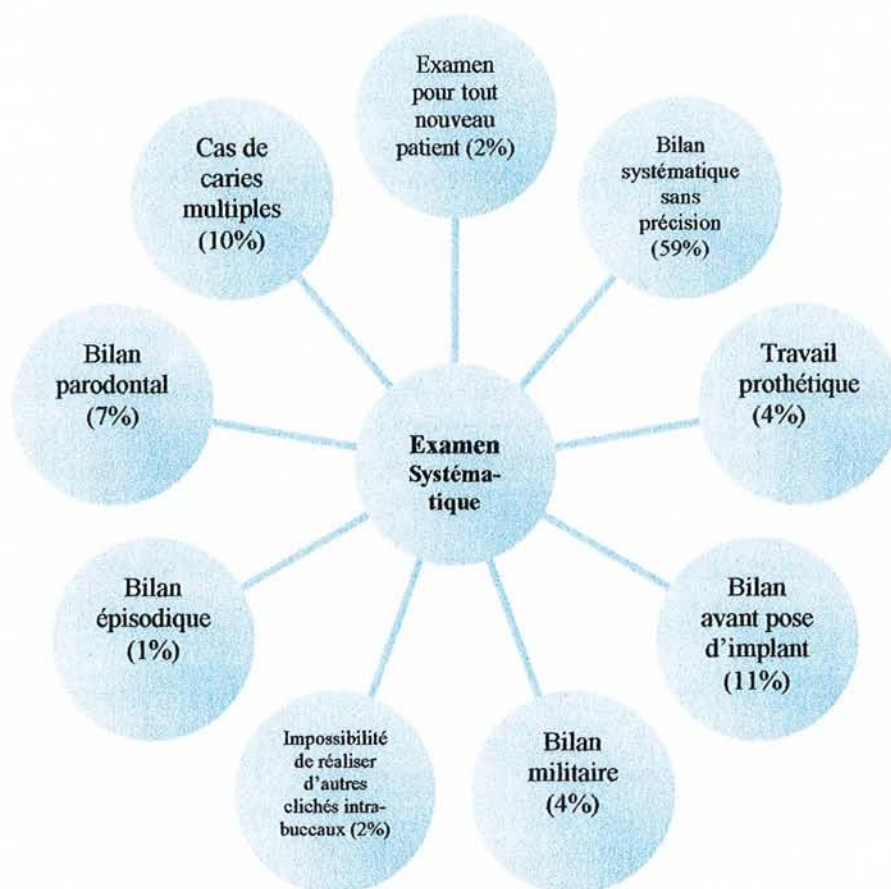 Examen
pour tout
nouveau
patient (2%)
Bilan
systématique
sans
précision
(59%)
Travail
prothétique
(4%)
Bilan
avant pose
d'implant
(11%)
Bilan
militaire
(4%)
Impossibilité
de réaliser
d'autres
clichés intra-
buccaux (2%)
Bilan
épisodique
(1%)
Bilan
parodontal
(7%)
Cas de
caries
multiples
(10%)
Examen
Systéma-
tique